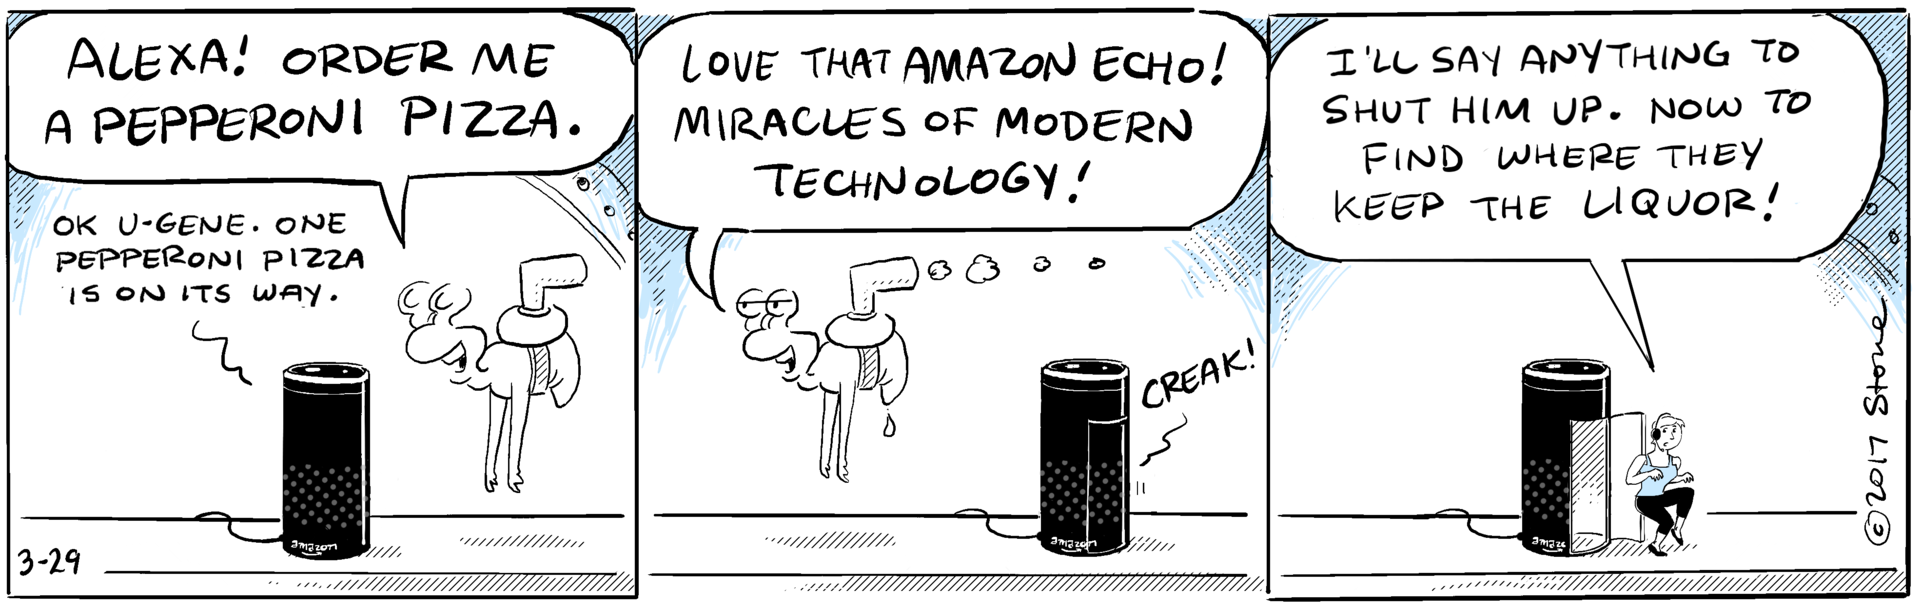 ALEXA! ORDER ME
A PEPPERONI PIZZA.
OK U-GENE. ONE
PEPPERONI PIZZA
IS ON ITS WAY.
amazon
3-29
LOVE THAT AMAZON ECHO!
MIRACLES OF MODERN
TECHNOLOGY!
CREAK!
amazon
I'LL SAY ANYTHING TO
SHUT HIM UP. NOW TO
FIND WHERE THEY
KEEP THE LIQUOR!
amazo
©2017 Stone